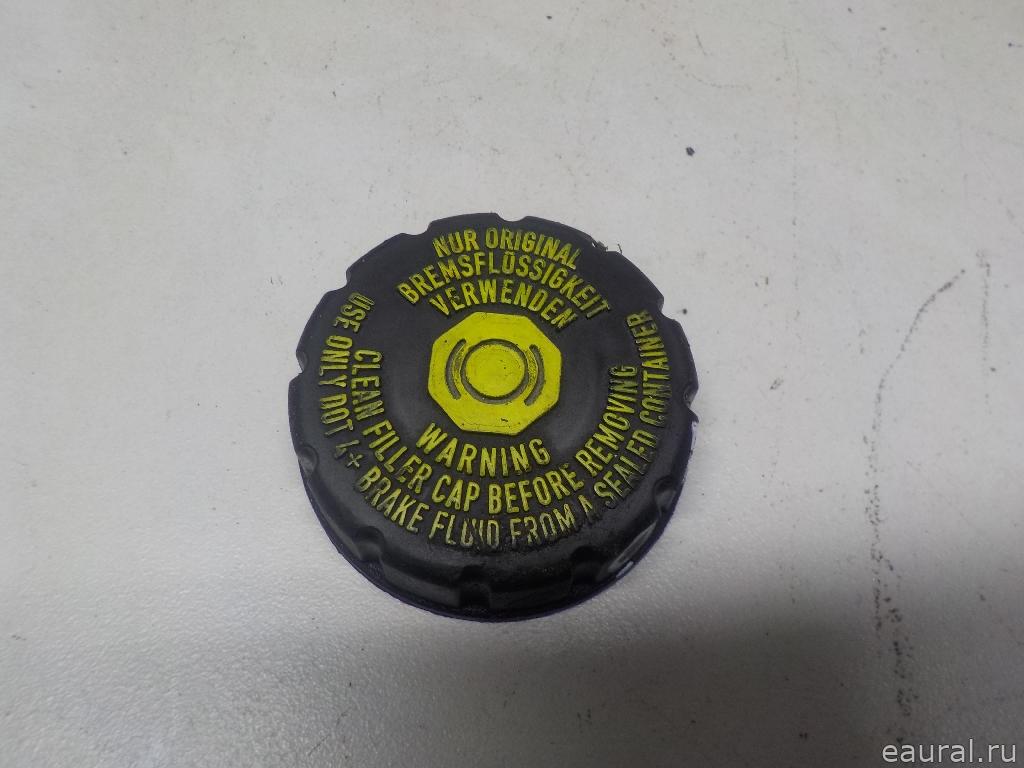 NUR ORIGINAL
BREMSFLÜSSIGKEIT
VERWENDEN
WARNING
CLEAN FILLER CAP BEFORE REMOVING
USE ONLY DOT 4+ BRAKE FLUID FROM A SEALED CONTAINER
eaural.ru